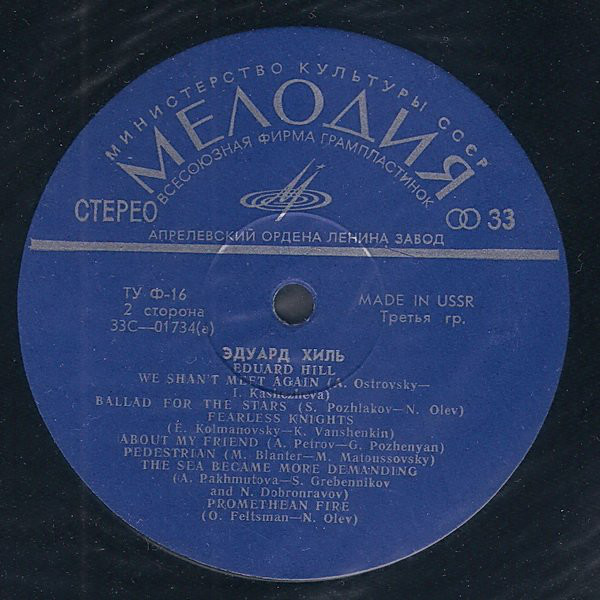 МИНИСТЕРСТВО КУЛЬТУРЫ СССР
МЕЛОДИЯ
ВСЕСОЮЗНАЯ ФИРМА ГРАМПЛАСТИНОК
СТЕРЕО
33
АПРЕЛЕВСКИЙ ОРДЕНА ЛЕНИНА ЗАВОД
ТУ Ф-16
2 сторона
33С—01734(а)
MADE IN USSR
Третья гр.
ЭДУАРД ХИЛЬ
EDUARD HILL
WE SHAN'T MEET AGAIN (A. Ostrovsky—
I. Kashezheva)
BALLAD FOR THE STARS (S. Pozhlakov—N. Olev)
FEARLESS KNIGHTS
(E. Kolmanovsky—K. Vanshenkin)
ABOUT MY FRIEND (A. Petrov—G. Pozhenyan)
PEDESTRIAN (M. Blanter—M. Matoussovsky)
THE SEA BECAME MORE DEMANDING
(A. Pakhmutova—S. Grebennikov
and N. Dobronravov)
PROMETHEAN FIRE
(O. Feltsman—N. Olev)